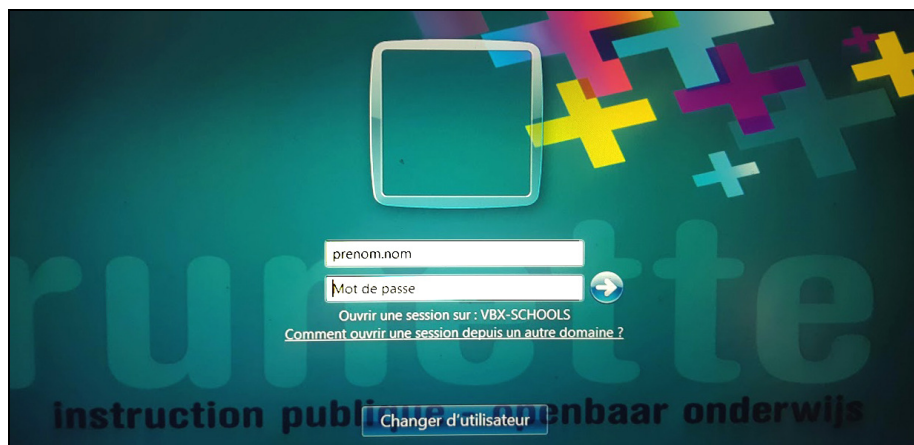 prenom.nom
Mot de passe
Ouvrir une session sur : VBX-SCHOOLS
Comment ouvrir une session depuis un autre domaine ?
runette
instruction publique - openbaar onderwijs
Changer d'utilisateur